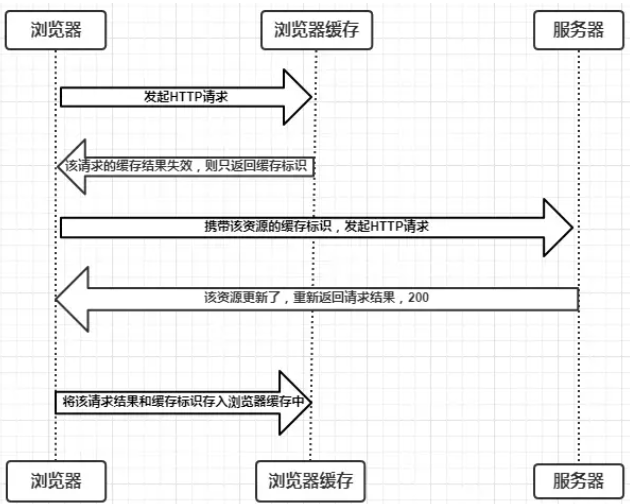 浏览器
浏览器缓存
服务器
发起HTTP请求
该请求的缓存结果失效，则只返回缓存标识
携带该资源的缓存标识，发起HTTP请求
该资源更新了，重新返回请求结果，200
将该请求结果和缓存标识存入浏览器缓存中
浏览器
浏览器缓存
服务器